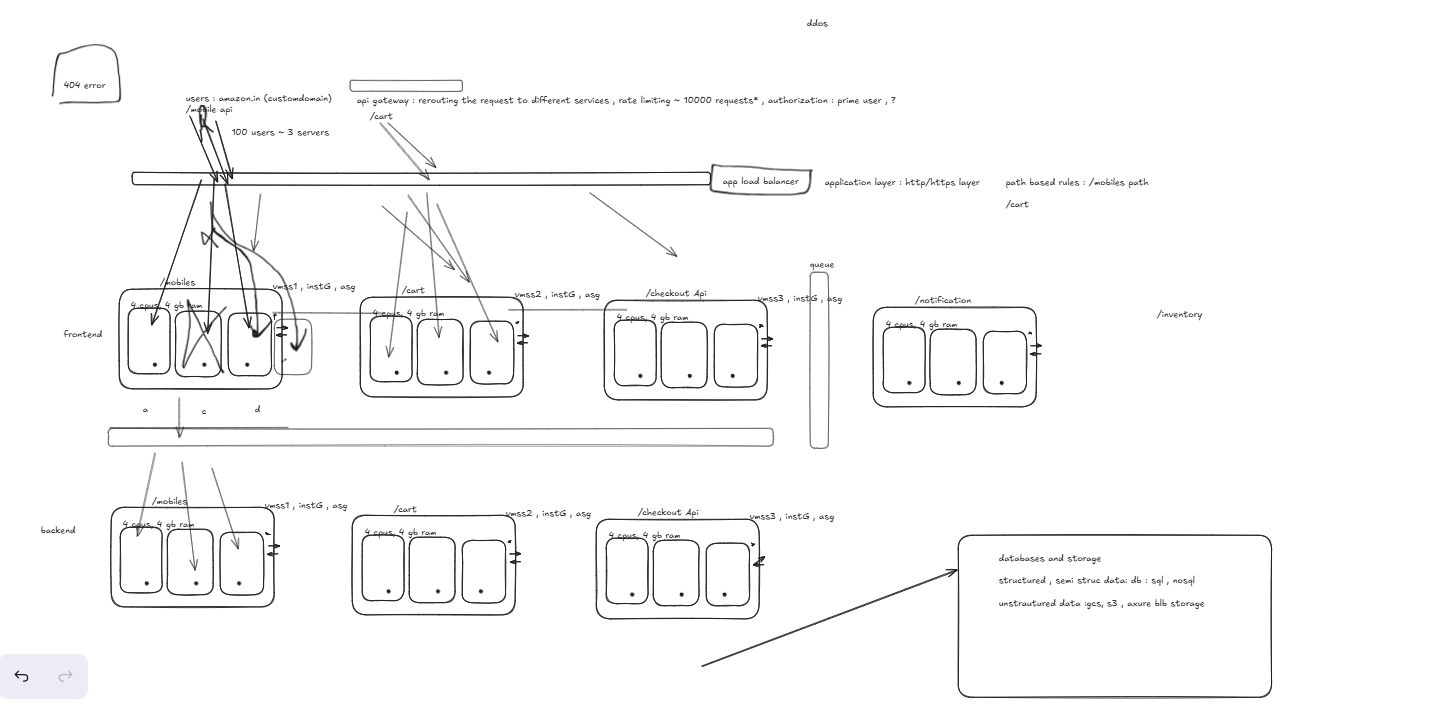 ddos
404 error
users : amazon.in (customdomain)
/mobile api
api gateway : rerouting the request to different services , rate limiting ~ 10000 requests* , authorization : prime user , ?
/cart
100 users ~ 3 servers
app load balancer
application layer : http/https layer
path based rules : /mobiles path
/cart
queue
/mobiles
vmss1 , instG , asg
4 cpus, 4 gb ram
/cart
vmss2 , instG , asg
4 cpus, 4 gb ram
/checkout Api
vmss3 , instG , asg
4 cpus, 4 gb ram
/notification
4 cpus, 4 gb ram
/inventory
frontend
a
c
d
/mobiles
vmss1 , instG , asg
4 cpus, 4 gb ram
/cart
vmss2 , instG , asg
4 cpus, 4 gb ram
/checkout Api
vmss3 , instG , asg
4 cpus, 4 gb ram
backend
databases and storage
structured , semi struc data: db : sql , nosql
unstrautured data :gcs, s3 , axure blb storage